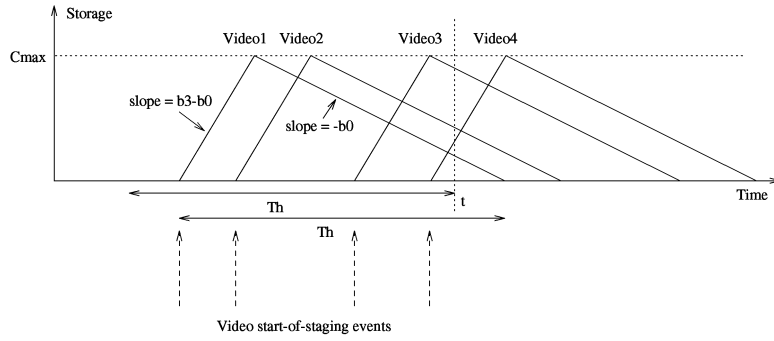 Storage
Video1 Video2 Video3 Video4
Cmax
slope = b3-b0
slope = -b0
Time
t
Th
Th
Video start-of-staging events